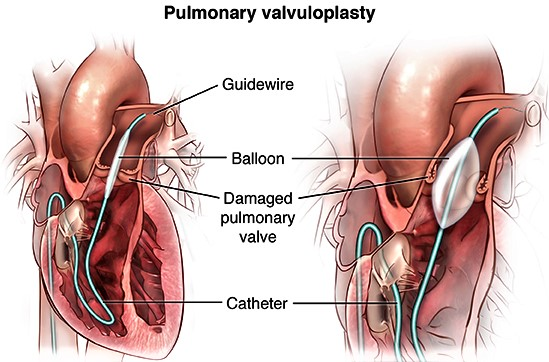 Pulmonary valvuloplasty
Guidewire
Balloon
Damaged
pulmonary
valve
Catheter